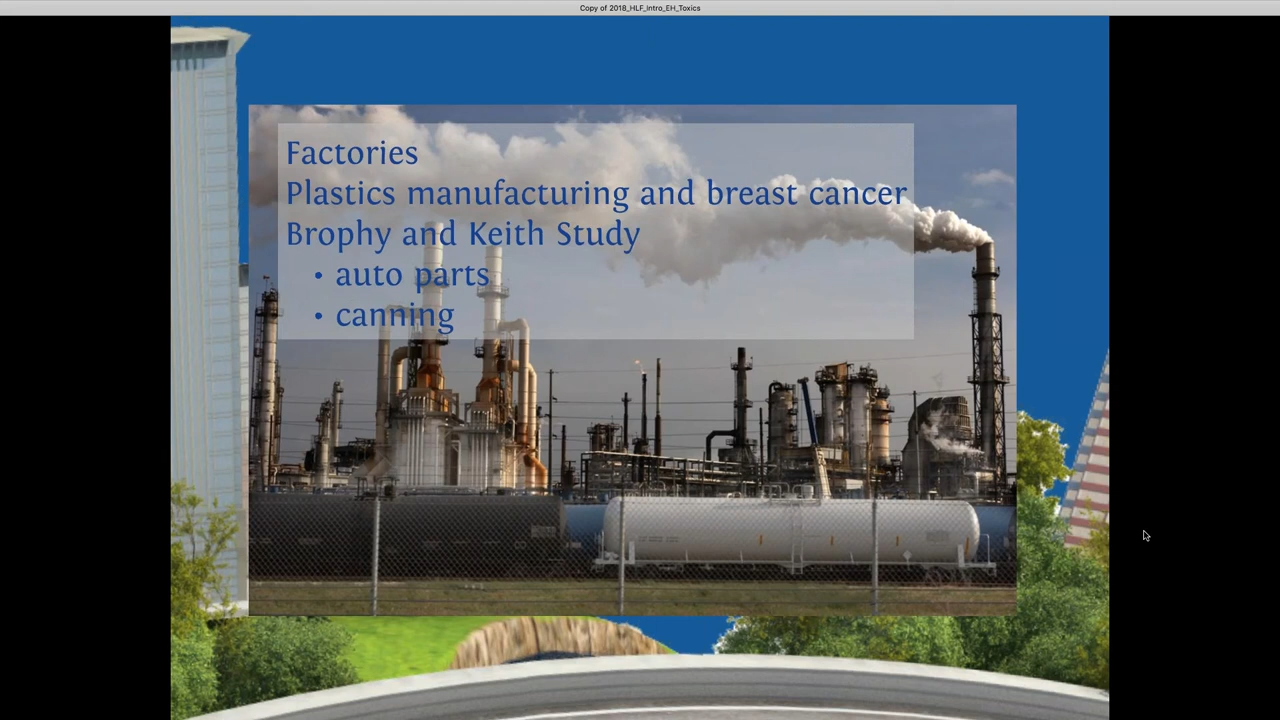 Copy of 2018_HLF_Intro_EH_Toxics
Factories
Plastics manufacturing and breast cancer
Brophy and Keith Study
• auto parts
• canning